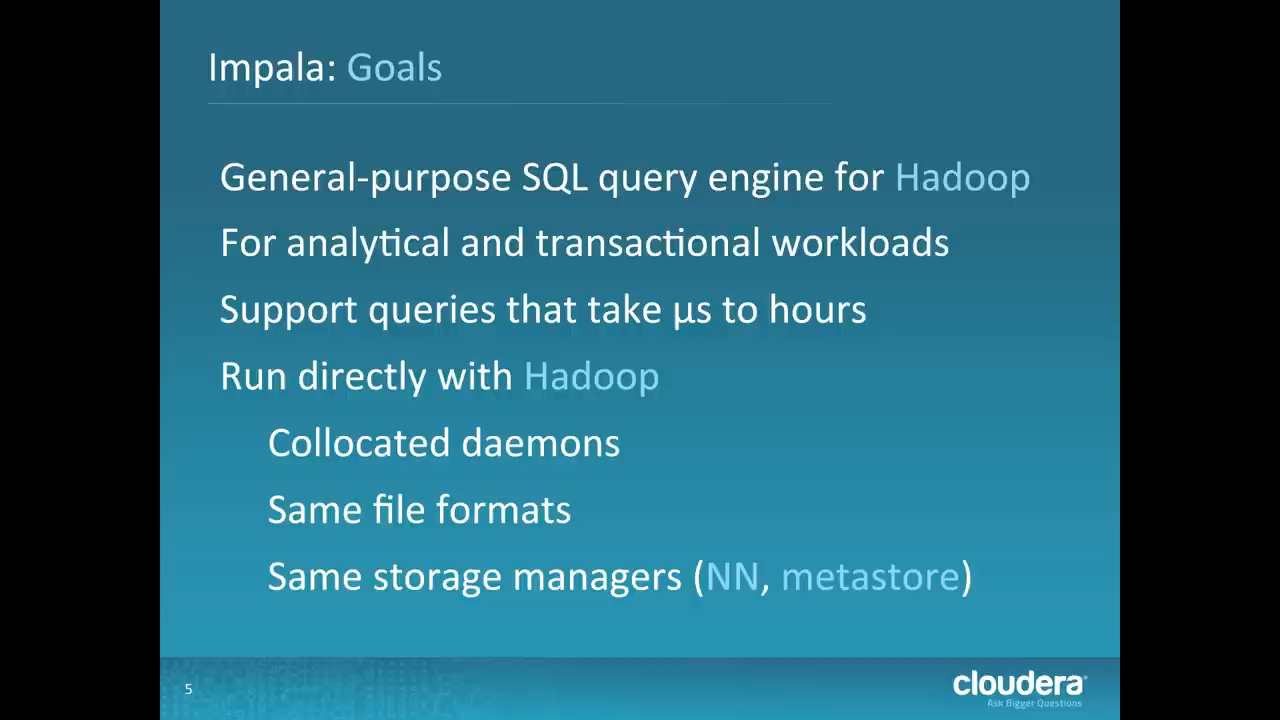 Impala: Goals
General-purpose SQL query engine for Hadoop
For analytical and transactional workloads
Support queries that take µs to hours
Run directly with Hadoop
Collocated daemons
Same file formats
Same storage managers (NN, metastore)
5
cloudera
Ask Bigger Questions